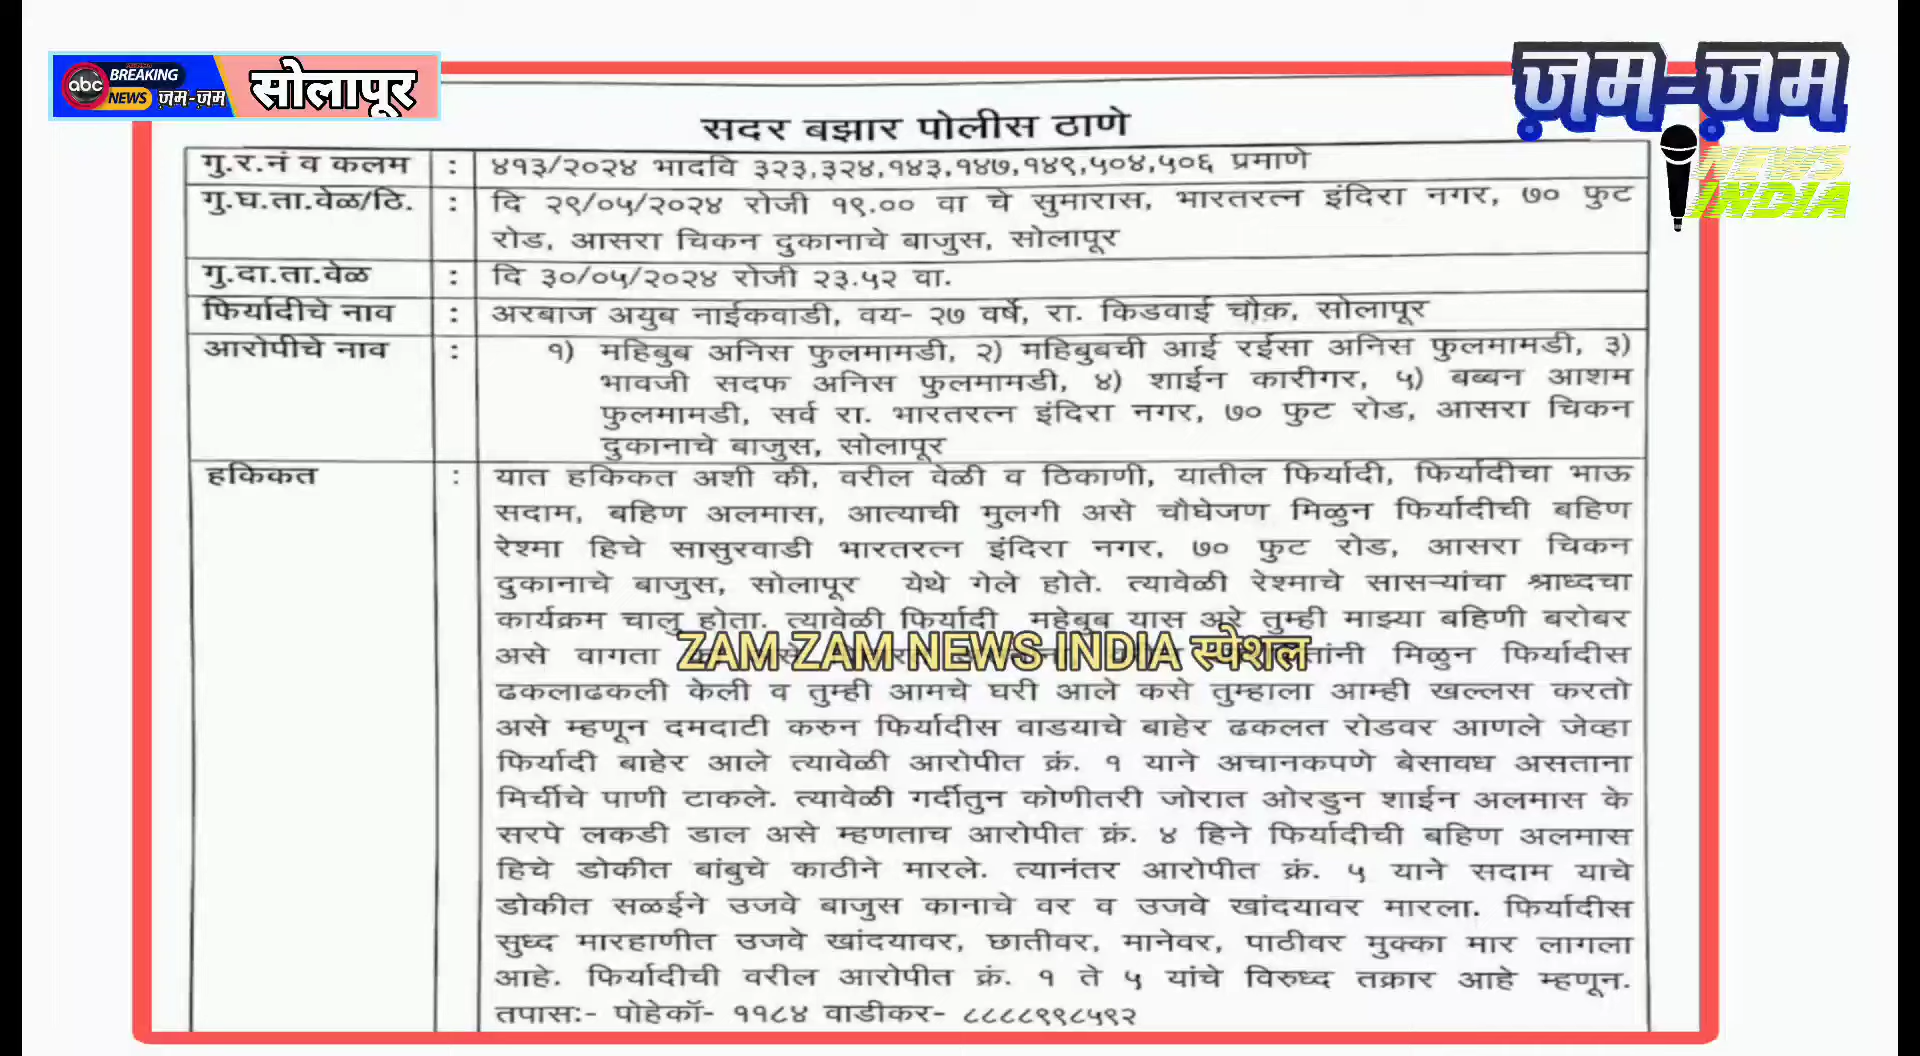 abc BREAKING NEWS ज़म-ज़म
सोलापूर
ज़म-ज़म
NEWS
INDIA
सदर बझार पोलीस ठाणे
गु.र.नं व कलम : ४१३/२०२४ भादवि ३२३,३२४,१४३,१४७,१४९,५०४,५०६ प्रमाणे
गु.घ.ता.वेळ/ठि. : दि २९/०५/२०२४ रोजी १९.०० वा चे सुमारास, भारतरत्न इंदिरा नगर, ७० फुट
रोड, आसरा चिकन दुकानाचे बाजुस, सोलापूर
गु.दा.ता.वेळ : दि ३०/०५/२०२४ रोजी २३.५२ वा.
फिर्यादीचे नाव : अरबाज अयुब नाईकवाडी, वय- २७ वर्षे, रा. किडवाई चौक, सोलापूर
आरोपीचे नाव : १) महिबुब अनिस फुलमामडी, २) महिबुबची आई रईसा अनिस फुलमामडी, ३)
भावजी सदफ अनिस फुलमामडी, ४) शाईन कारीगर, ५) बब्बन आशम
फुलमामडी, सर्व रा. भारतरत्न इंदिरा नगर, ७० फुट रोड, आसरा चिकन
दुकानाचे बाजुस, सोलापूर
हकिकत : यात हकिकत अशी की, वरील वेळी व ठिकाणी, यातील फिर्यादी, फिर्यादीचा भाऊ
सदाम, बहिण अलमास, आत्याची मुलगी असे चौघेजण मिळुन फिर्यादीची बहिण
रेश्मा हिचे सासुरवाडी भारतरत्न इंदिरा नगर, ७० फुट रोड, आसरा चिकन
दुकानाचे बाजुस, सोलापूर येथे गेले होते. त्यावेळी रेश्माचे सासऱ्यांचा श्राध्दचा
कार्यक्रम चालु होता. त्यावेळी फिर्यादी महेबुब यास अरे तुम्ही माझ्या बहिणी बरोबर
असे वागता मिळुन फिर्यादीस
ZAM ZAM NEWS INDIA स्पेशल
ढकलाढकली केली व तुम्ही आमचे घरी आले कसे तुम्हाला आम्ही खल्लस करतो
असे म्हणून दमदाटी करुन फिर्यादीस वाडयाचे बाहेर ढकलत रोडवर आणले जेव्हा
फिर्यादी बाहेर आले त्यावेळी आरोपीत क्रं. १ याने अचानकपणे बेसावध असताना
मिर्चीचे पाणी टाकले. त्यावेळी गर्दीतुन कोणीतरी जोरात ओरडुन शाईन अलमास के
सरपे लकडी डाल असे म्हणताच आरोपीत क्रं. ४ हिने फिर्यादीची बहिण अलमास
हिचे डोकीत बांबुचे काठीने मारले. त्यानंतर आरोपीत क्रं. ५ याने सदाम याचे
डोकीत सळईने उजवे बाजुस कानाचे वर व उजवे खांदयावर मारला. फिर्यादीस
सुध्द मारहाणीत उजवे खांदयावर, छातीवर, मानेवर, पाठीवर मुक्का मार लागला
आहे. फिर्यादीची वरील आरोपीत क्रं. १ ते ५ यांचे विरुध्द तक्रार आहे म्हणून.
तपासः- पोहेकॉ- ११८४ वाडीकर- ८८८८९९८५९२